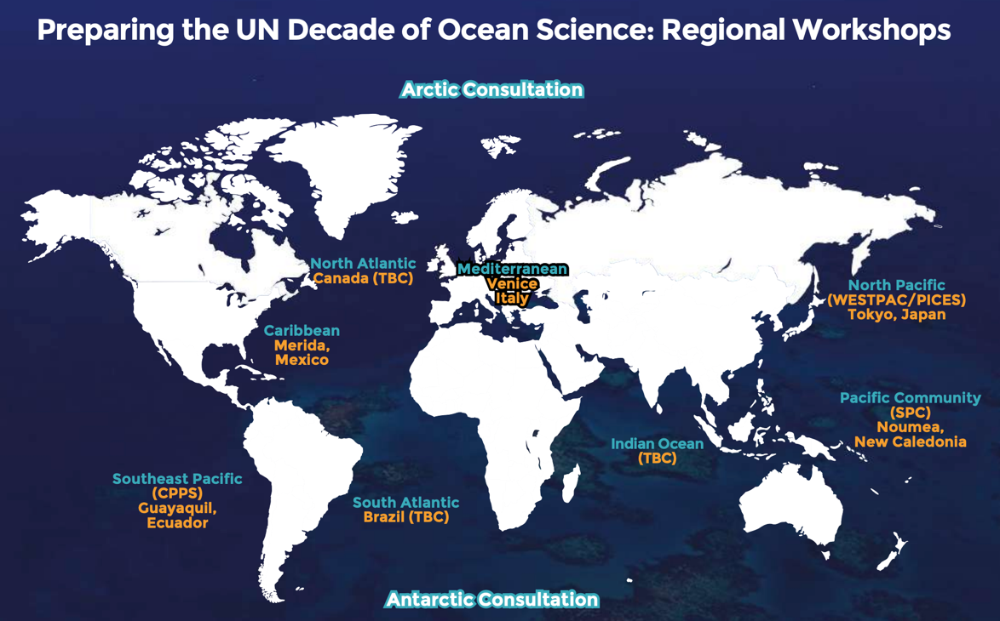 Preparing the UN Decade of Ocean Science: Regional Workshops
Arctic Consultation
North Atlantic
Canada (TBC)
Mediterranean
Venice
Italy
North Pacific
(WESTPAC/PICES)
Tokyo, Japan
Caribbean
Merida,
Mexico
Pacific Community
(SPC)
Noumea,
New Caledonia
Indian Ocean
(TBC)
Southeast Pacific
(CPPS)
Guayaquil,
Ecuador
South Atlantic
Brazil (TBC)
Antarctic Consultation